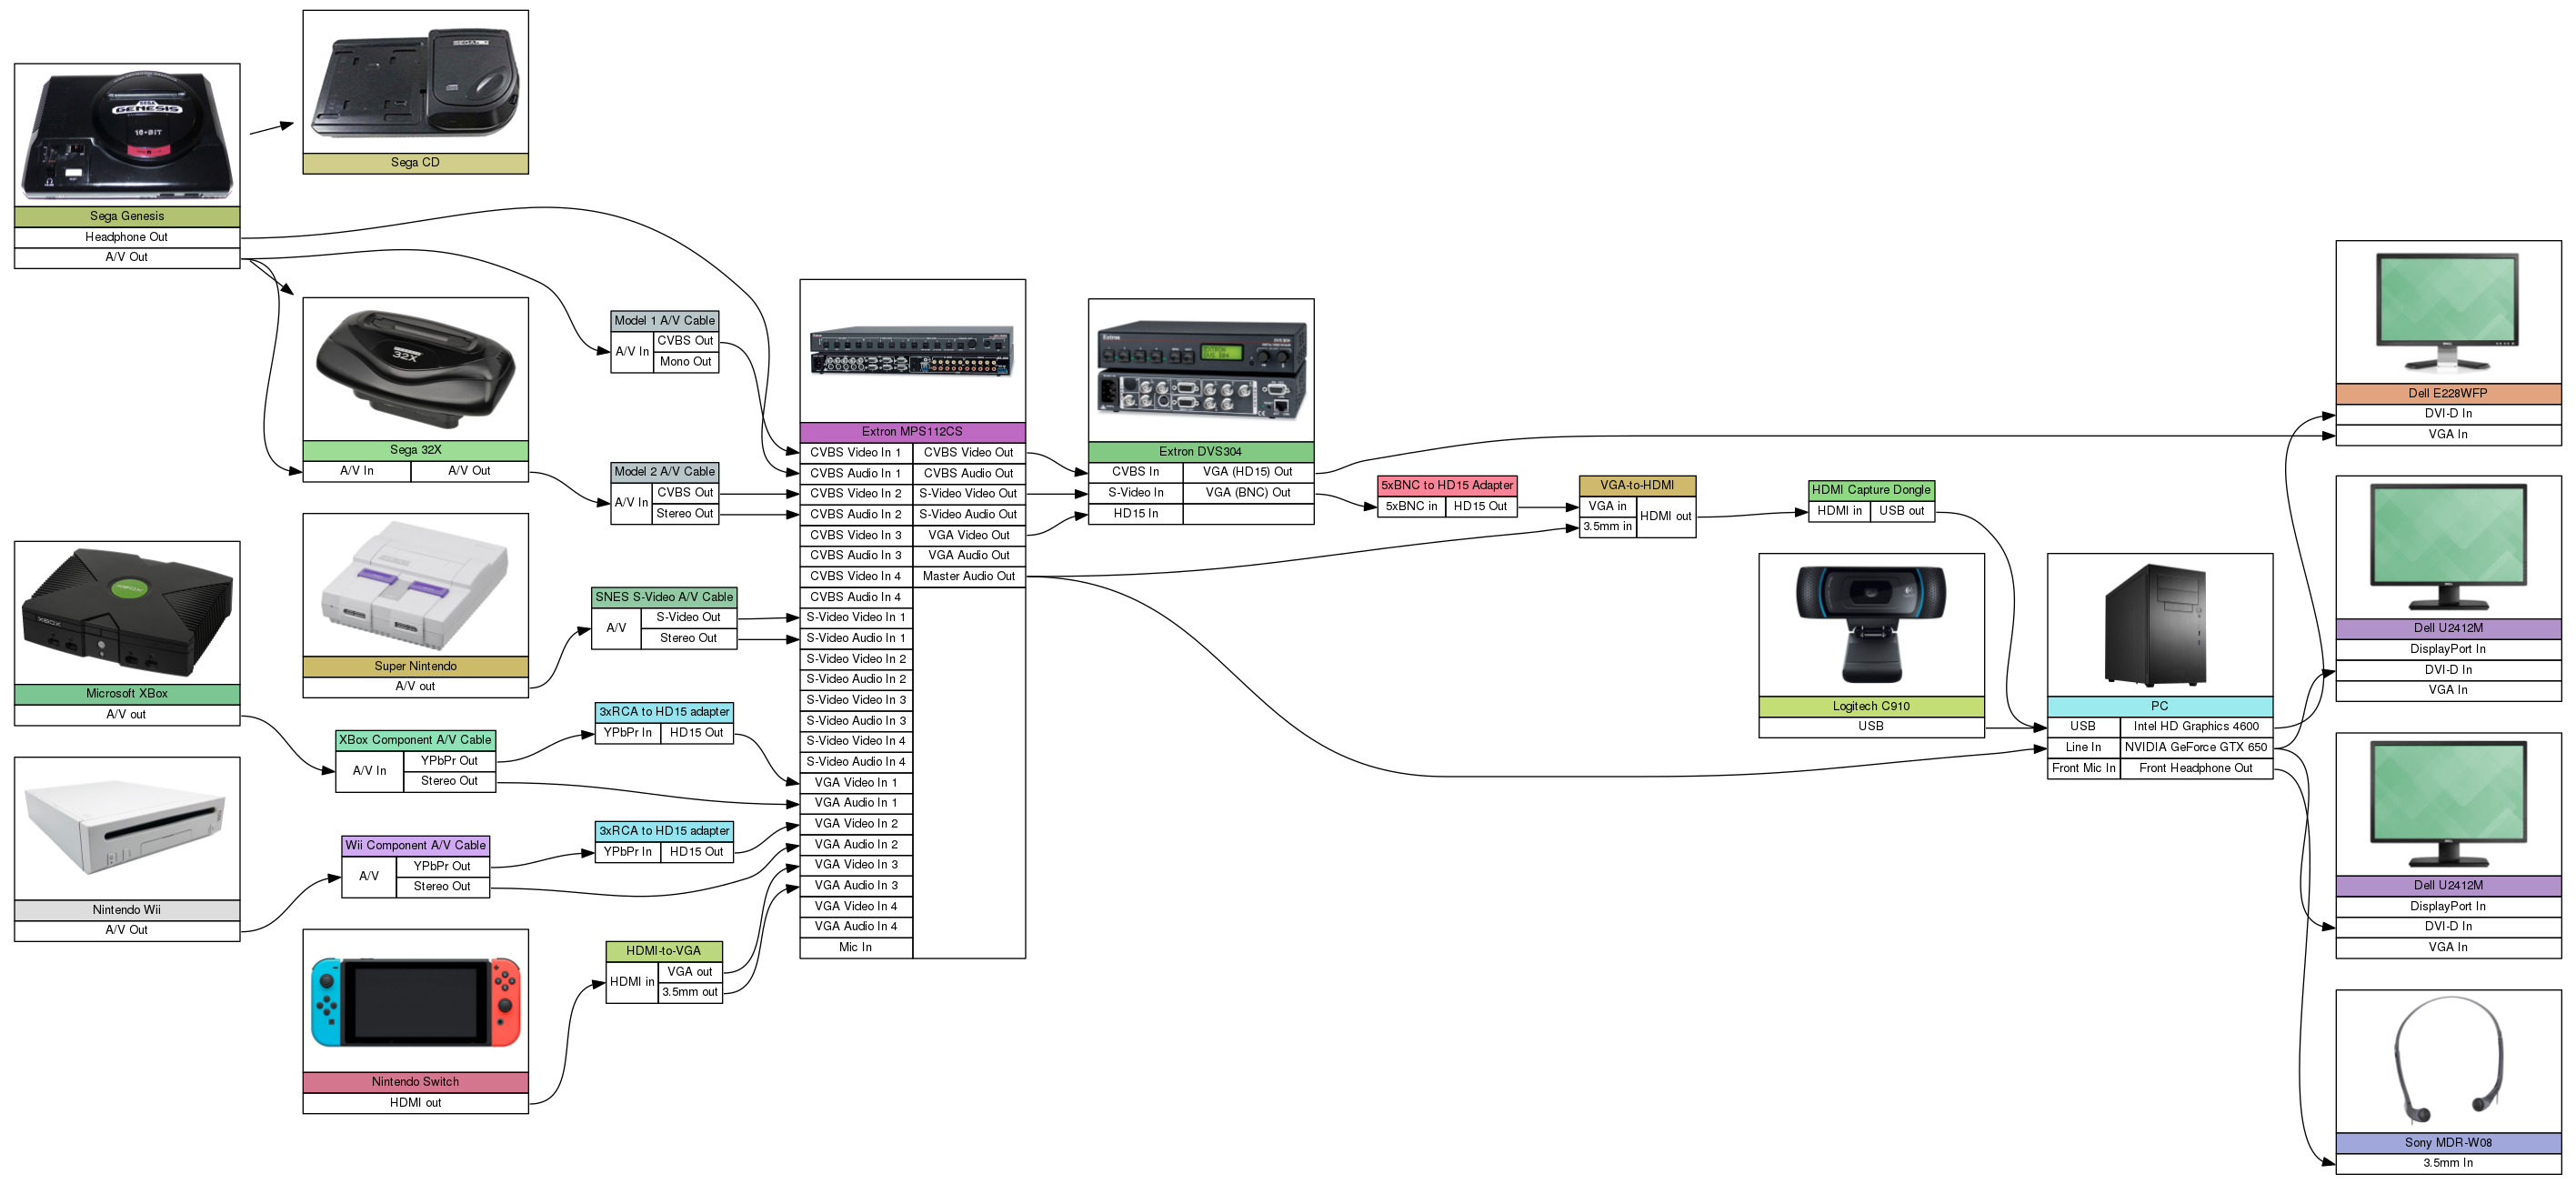 SEGA
GENESIS
16-BIT
Sega Genesis
Headphone Out
A/V Out
Sega CD
32X
Sega 32X
A/V In
A/V Out
Super Nintendo
A/V out
XBOX
Microsoft XBox
A/V out
Nintendo Wii
A/V Out
Nintendo Switch
HDMI out
XBox Component A/V Cable
A/V In
YPbPr Out
Stereo Out
Wii Component A/V Cable
A/V
YPbPr Out
Stereo Out
Model 1 A/V Cable
A/V In
CVBS Out
Mono Out
Model 2 A/V Cable
A/V In
CVBS Out
Stereo Out
SNES S-Video A/V Cable
A/V
S-Video Out
Stereo Out
3xRCA to HD15 adapter
YPbPr In
HD15 Out
3xRCA to HD15 adapter
YPbPr In
HD15 Out
HDMI-to-VGA
HDMI in
VGA out
3.5mm out
Extron MPS112CS
CVBS Video In 1
CVBS Video Out
CVBS Audio In 1
CVBS Audio Out
CVBS Video In 2
S-Video Video Out
CVBS Audio In 2
S-Video Audio Out
CVBS Video In 3
VGA Video Out
CVBS Audio In 3
VGA Audio Out
CVBS Video In 4
Master Audio Out
CVBS Audio In 4
S-Video Video In 1
S-Video Audio In 1
S-Video Video In 2
S-Video Audio In 2
S-Video Video In 3
S-Video Audio In 3
S-Video Video In 4
S-Video Audio In 4
VGA Video In 1
VGA Audio In 1
VGA Video In 2
VGA Audio In 2
VGA Video In 3
VGA Audio In 3
VGA Video In 4
VGA Audio In 4
Mic In
Extron
Extron DVS304
CVBS In
VGA (HD15) Out
S-Video In
VGA (BNC) Out
HD15 In
5xBNC to HD15 Adapter
5xBNC in
HD15 Out
VGA-to-HDMI
VGA in
3.5mm in
HDMI out
HDMI Capture Dongle
HDMI in
USB out
Logitech C910
USB
PC
USB
Intel HD Graphics 4600
Line In
NVIDIA GeForce GTX 650
Front Mic In
Front Headphone Out
Dell E228WFP
DVI-D In
VGA In
Dell U2412M
DisplayPort In
DVI-D In
VGA In
Dell U2412M
DisplayPort In
DVI-D In
VGA In
Sony MDR-W08
3.5mm In